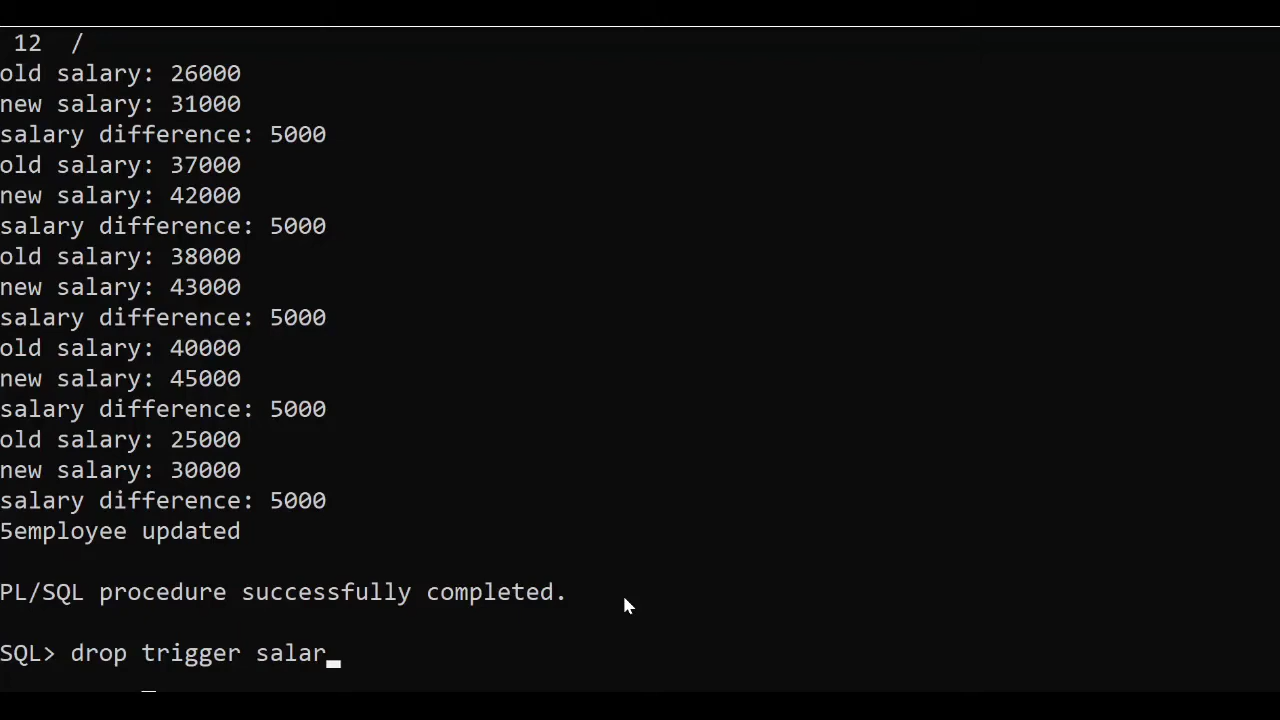 12  /
old salary: 26000
new salary: 31000
salary difference: 5000
old salary: 37000
new salary: 42000
salary difference: 5000
old salary: 38000
new salary: 43000
salary difference: 5000
old salary: 40000
new salary: 45000
salary difference: 5000
old salary: 25000
new salary: 30000
salary difference: 5000
5employee updated
PL/SQL procedure successfully completed.
SQL> drop trigger salar